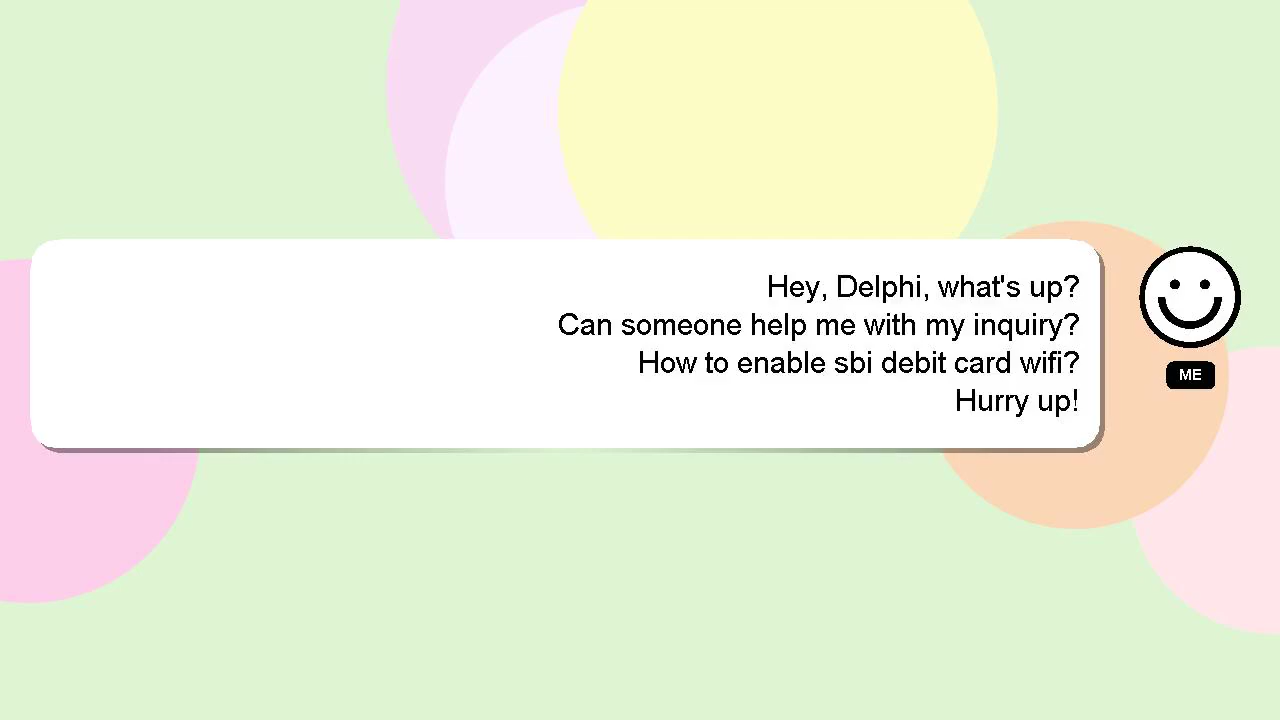 Hey, Delphi, what's up?
Can someone help me with my inquiry?
How to enable sbi debit card wifi?
Hurry up!
ME